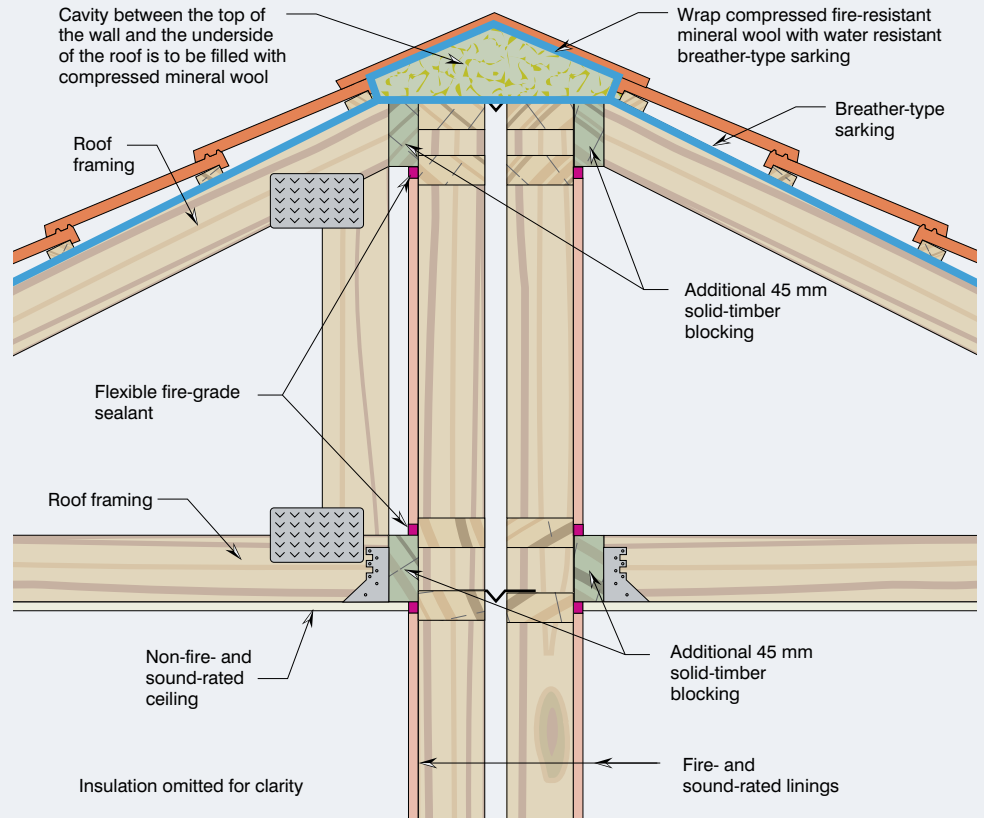 Cavity between the top of
the wall and the underside
of the roof is to be filled with
compressed mineral wool
Wrap compressed fire-resistant
mineral wool with water resistant
breather-type sarking
Breather-type
sarking
Roof
framing
Additional 45 mm
solid-timber
blocking
Flexible fire-grade
sealant
Roof framing
Non-fire- and
sound-rated
ceiling
Additional 45 mm
solid-timber
blocking
Insulation omitted for clarity
Fire- and
sound-rated linings